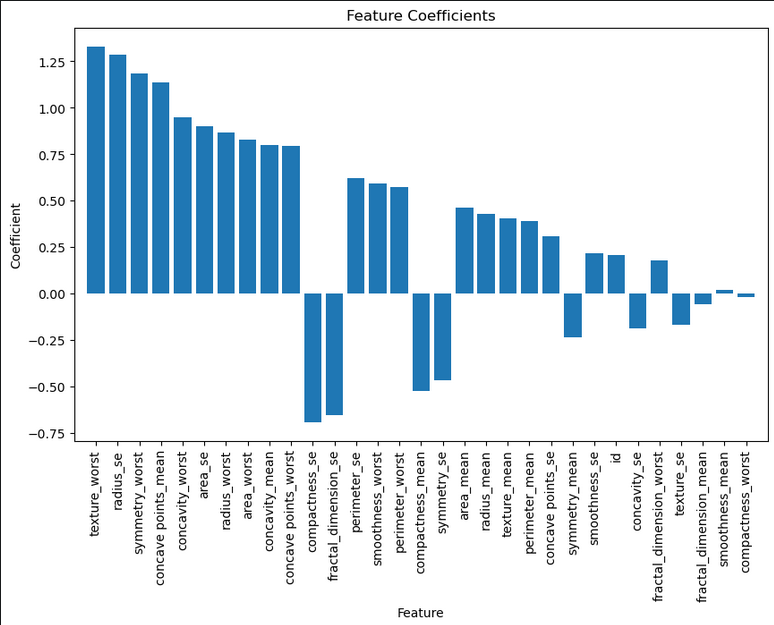 Feature Coefficients
Coefficient
1.25
1.00
0.75
0.50
0.25
0.00
−0.25
−0.50
−0.75
texture_worst
radius_se
symmetry_worst
concave points_mean
concavity_worst
area_se
radius_worst
area_worst
concavity_mean
concave points_worst
compactness_se
fractal_dimension_se
perimeter_se
smoothness_worst
perimeter_worst
compactness_mean
symmetry_se
area_mean
radius_mean
texture_mean
perimeter_mean
concave points_se
symmetry_mean
smoothness_se
id
concavity_se
fractal_dimension_worst
texture_se
fractal_dimension_mean
smoothness_mean
compactness_worst
Feature